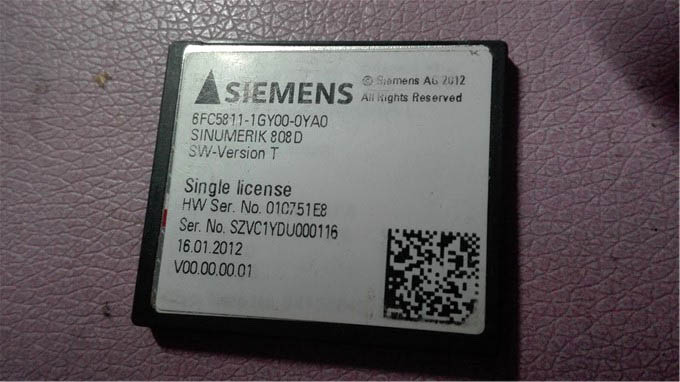 SIEMENS
© Siemens AG 2012
All Rights Reserved
6FC5811-1GY00-0YA0
SINUMERIK 808D
SW-Version T
Single license
HW Ser. No. 010751E8
Ser. No. SZVC1YDU000116
16.01.2012
V00.00.00.01